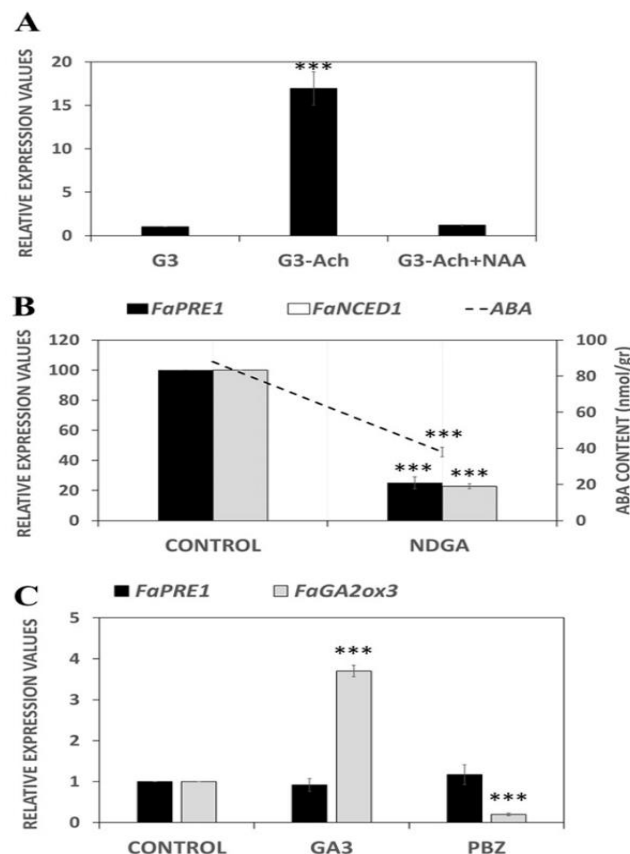 A
RELATIVE EXPRESSION VALUES
20
15
10
5
0
***
G3 G3-Ach G3-Ach+NAA
B
FaPRE1 FaNCED1 ABA
RELATIVE EXPRESSION VALUES
120
100
80
60
40
20
0
***
*** ***
100
80
60
40
20
0
ABA CONTENT (nmol/gr)
CONTROL NDGA
C
FaPRE1 FaGA2ox3
RELATIVE EXPRESSION VALUES
5
4
3
2
1
0
***
***
CONTROL GA3 PBZ